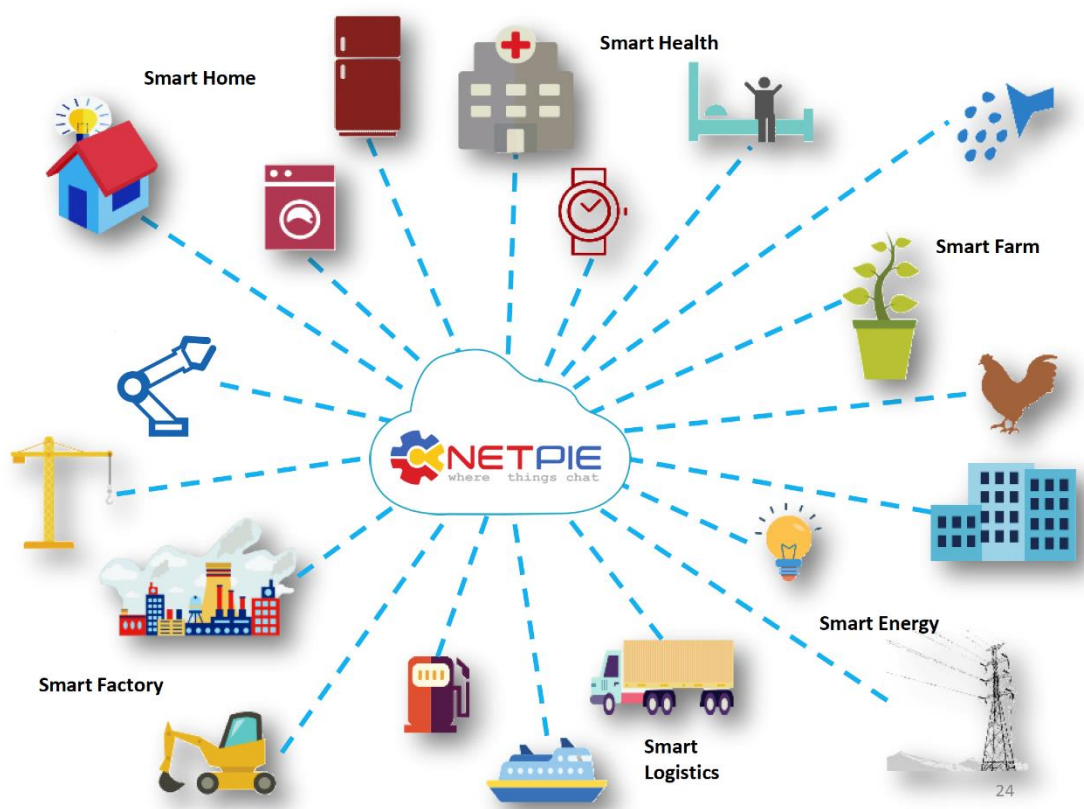 Smart Home
Smart Health
Smart Farm
NETPIE
where things chat
Smart Energy
Smart Factory
Smart
Logistics
24